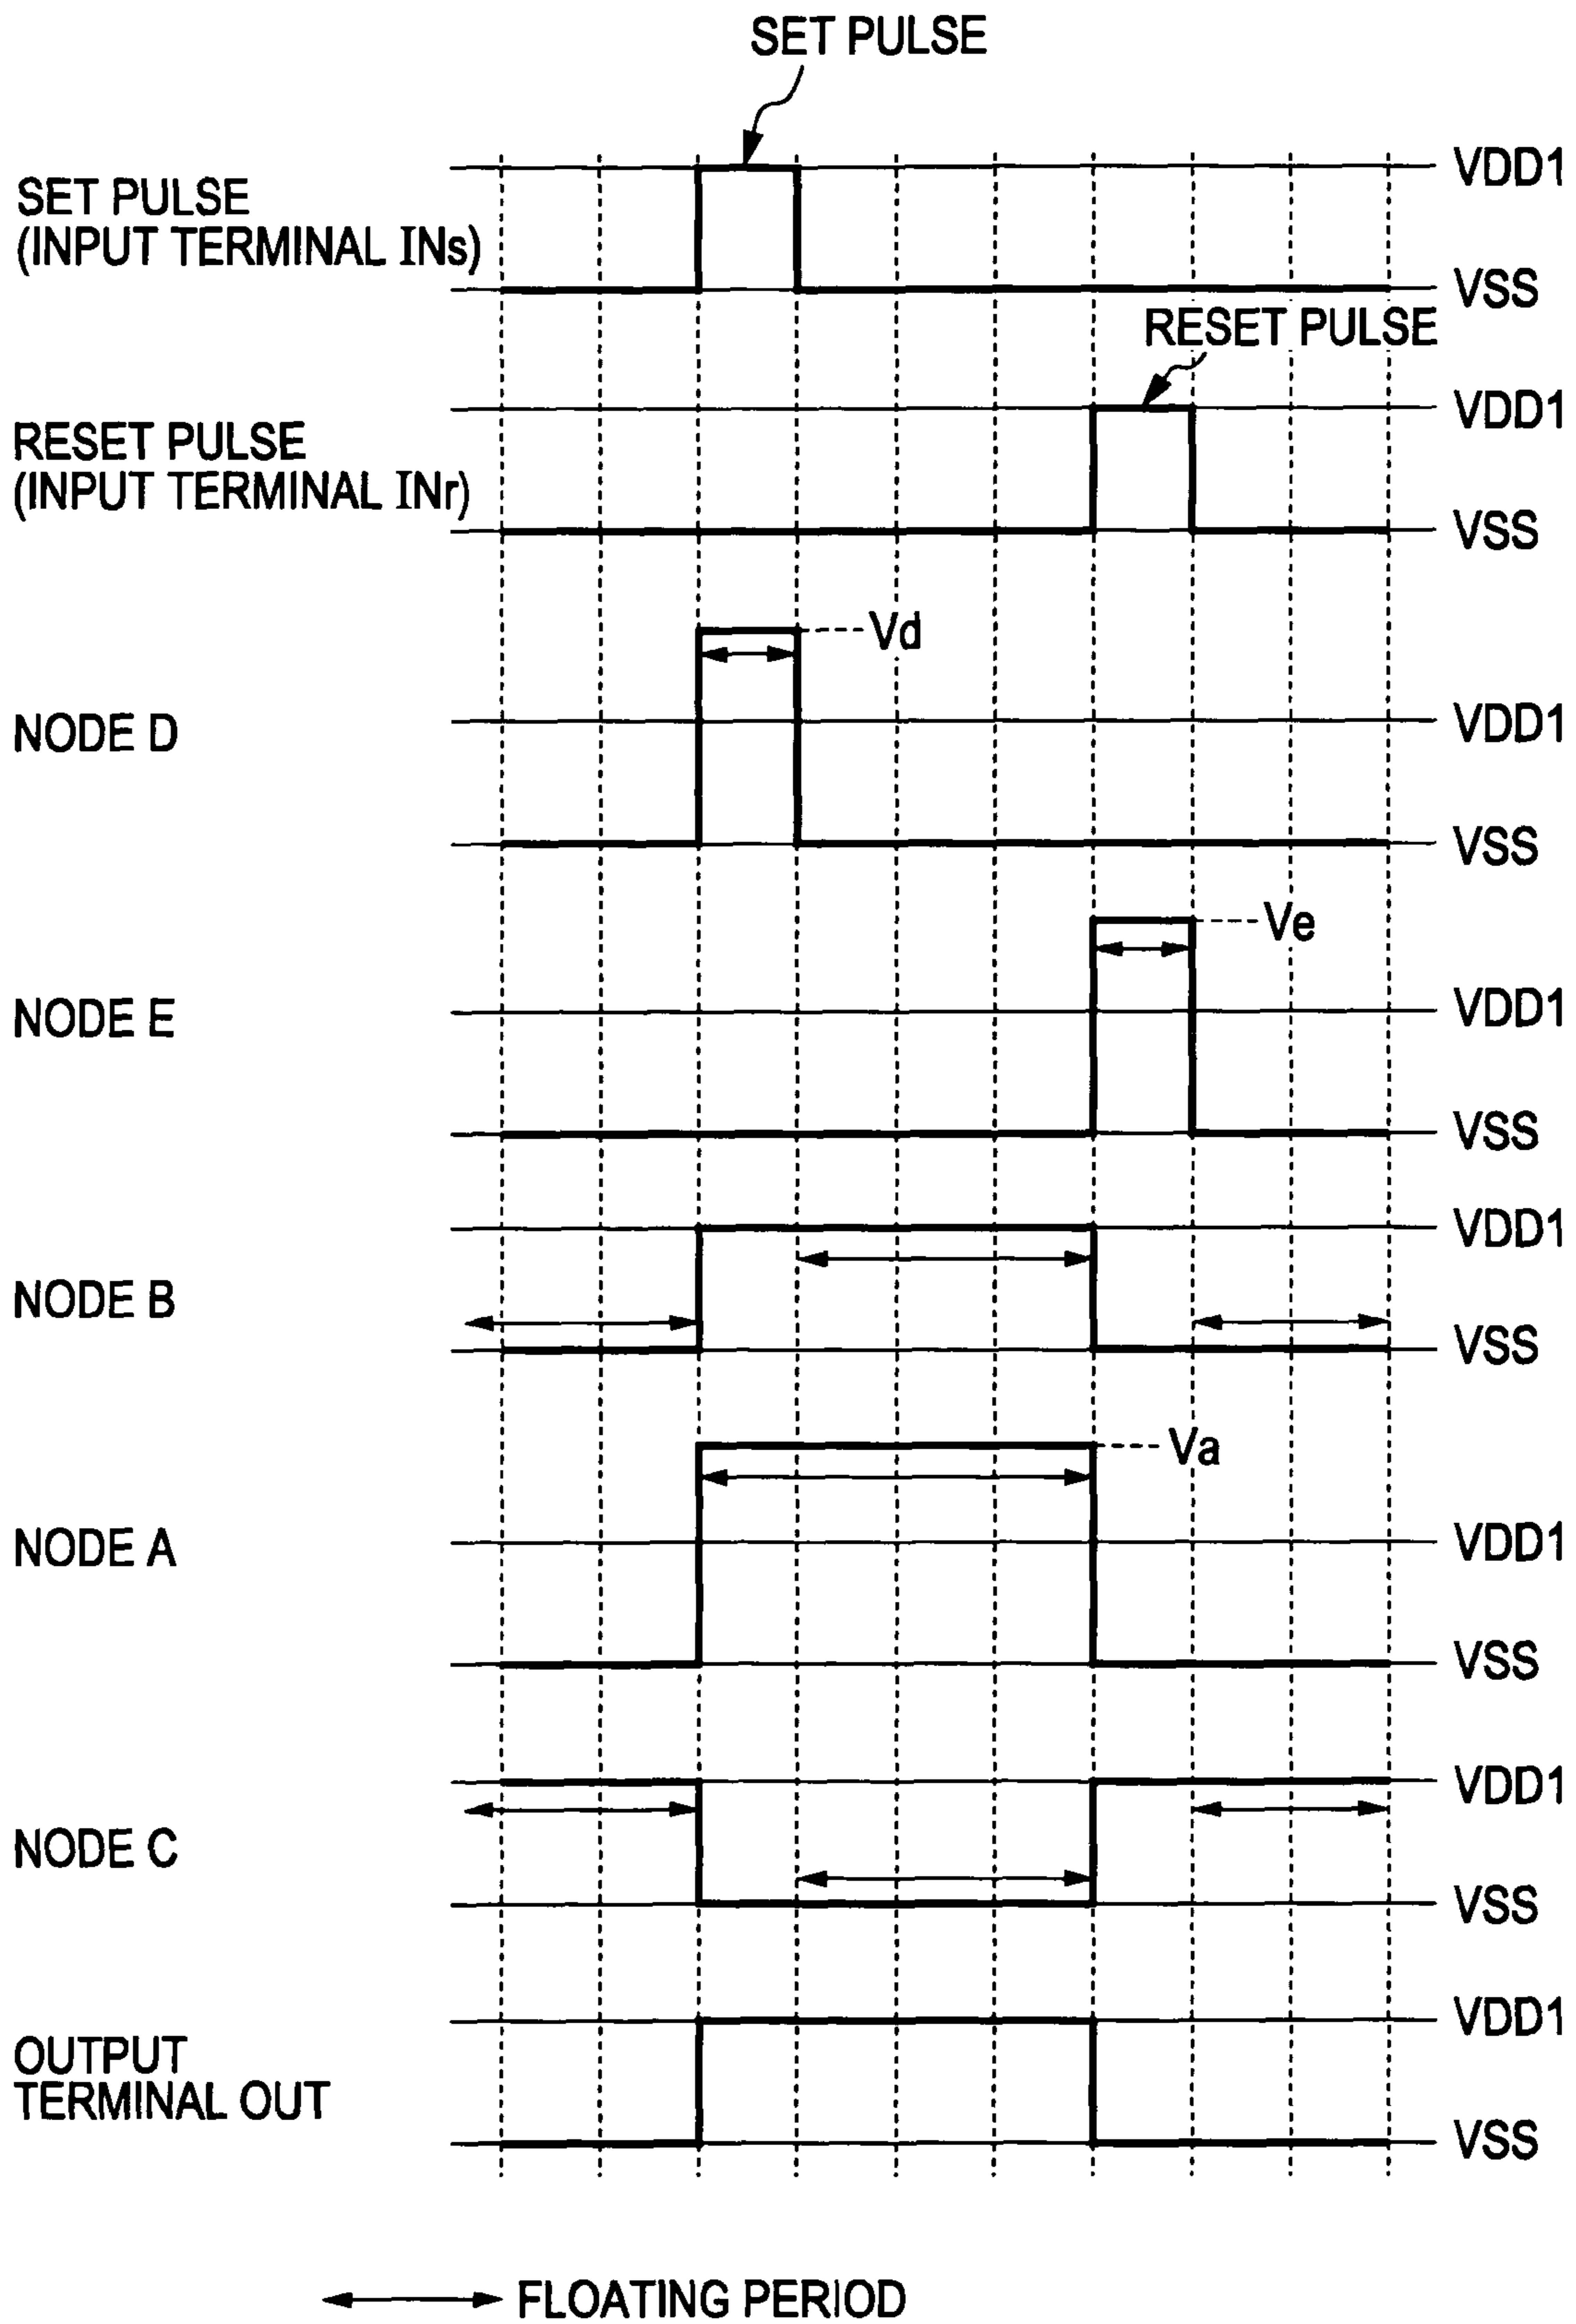 SET PULSE
VDD1
SET PULSE
(INPUT TERMINAL INs)
VSS
RESET PULSE
VDD1
RESET PULSE
(INPUT TERMINAL INr)
VSS
Vd
VDD1
NODE D
VSS
Ve
VDD1
NODE E
VSS
VDD1
NODE B
VSS
Va
VDD1
NODE A
VSS
VDD1
NODE C
VSS
VDD1
OUTPUT
TERMINAL OUT
VSS
FLOATING PERIOD